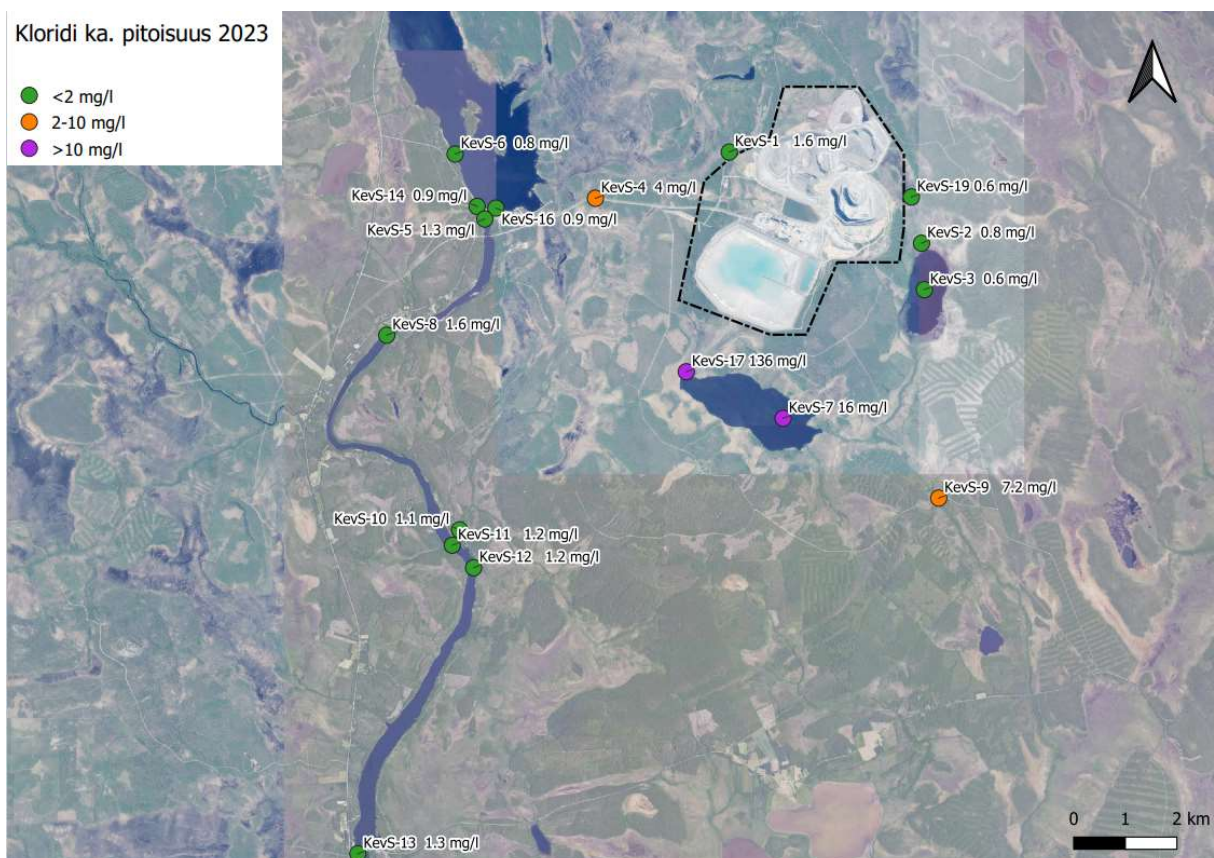 Kloridi ka. pitoisuus 2023
<2 mg/l
2-10 mg/l
>10 mg/l
KevS-6 0.8 mg/l
KevS-1 1.6 mg/l
KevS-14 0.9 mg/l
KevS-4 4 mg/l
KevS-19 0.6 mg/l
KevS-16 0.9 mg/l
KevS-5 1.3 mg/l
KevS-2 0.8 mg/l
KevS-3 0.6 mg/l
KevS-8 1.6 mg/l
KevS-17 136 mg/l
KevS-7 16 mg/l
KevS-9 7.2 mg/l
KevS-10 1.1 mg/l
KevS-11 1.2 mg/l
KevS-12 1.2 mg/l
0 1 2 km
KevS-13 1.3 mg/l